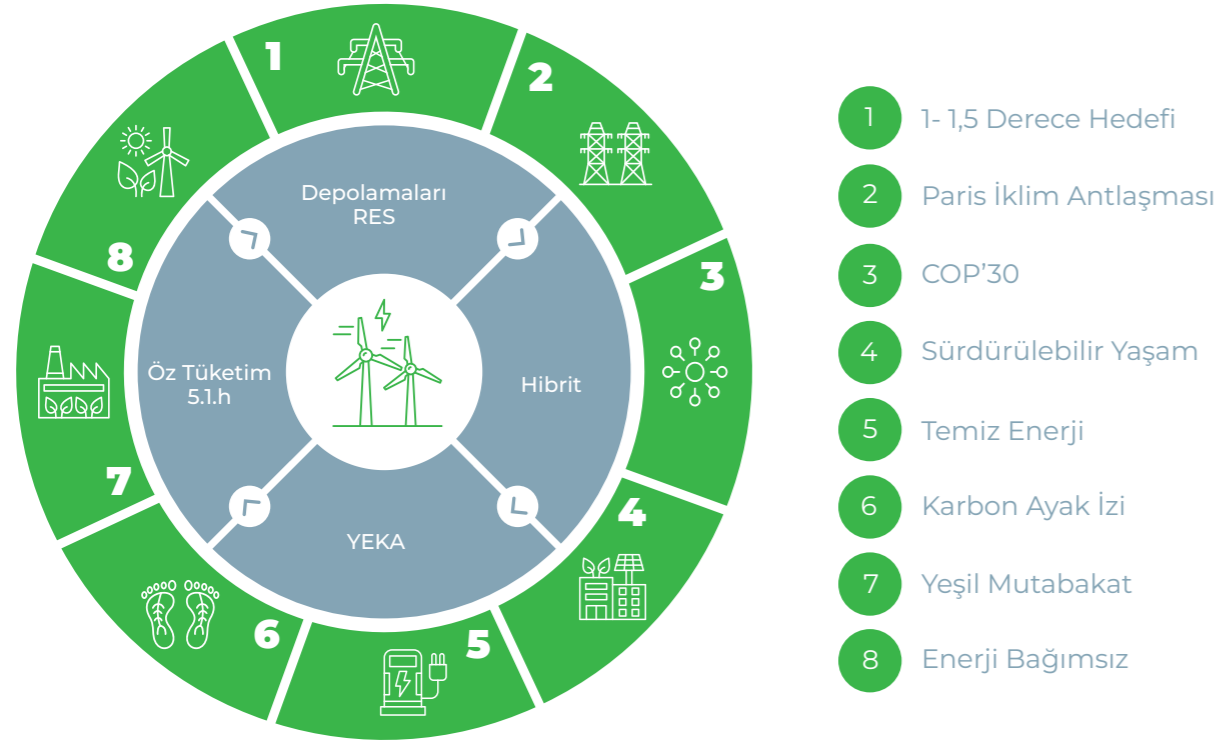 1
2
3
4
5
6
7
8
Depolamaları
RES
Hibrit
YEKA
Öz Tüketim
5.1.h
1 1- 1,5 Derece Hedefi
2 Paris İklim Antlaşması
3 COP’30
4 Sürdürülebilir Yaşam
5 Temiz Enerji
6 Karbon Ayak İzi
7 Yeşil Mutabakat
8 Enerji Bağımsız